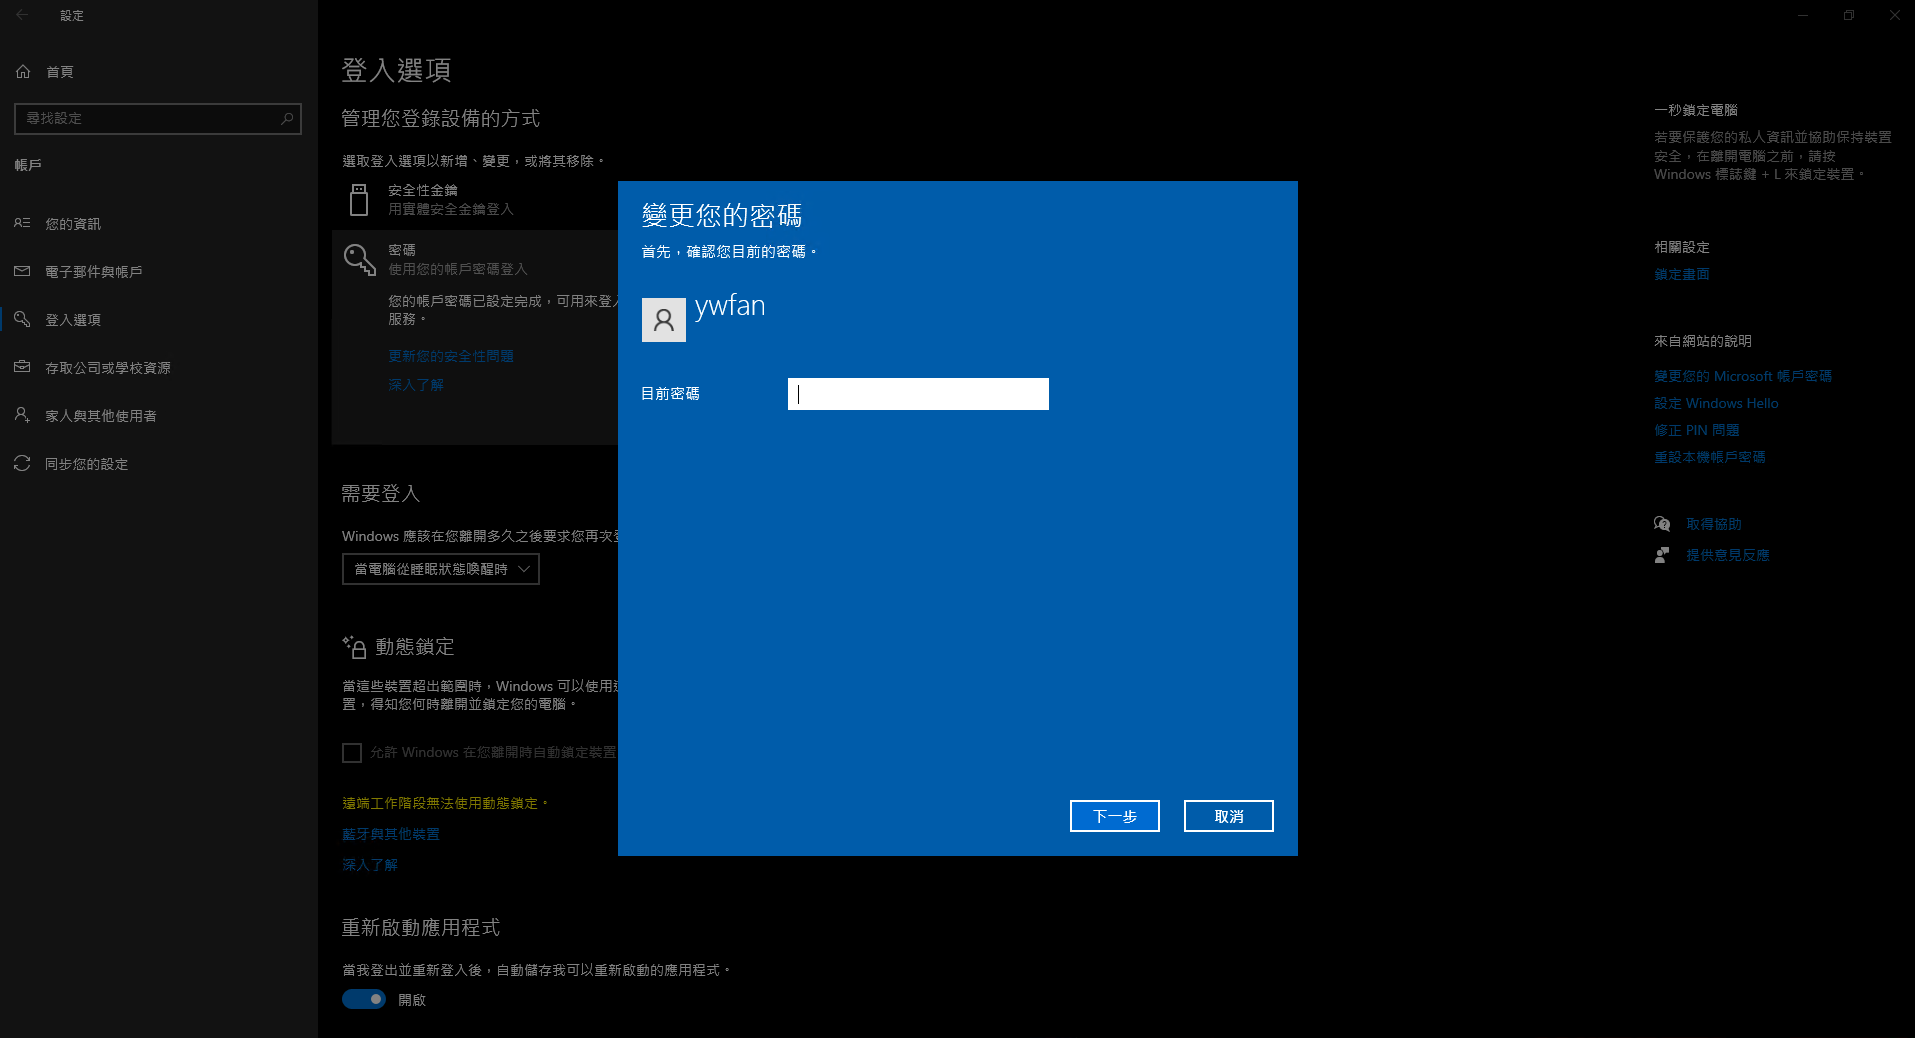 設定
首頁
尋找設定
帳戶
您的資訊
電子郵件與帳戶
登入選項
存取公司或學校資源
家人與其他使用者
同步您的設定
登入選項
管理您登錄設備的方式
選取登入選項以新增、變更，或將其移除。
安全性金鑰
用實體安全金鑰登入
密碼
使用您的帳戶密碼登入
您的帳戶密碼已設定完成，可用來登入
服務。
更新您的安全性問題
深入了解
需要登入
Windows 應該在您離開多久之後要求您再次登
當電腦從睡眠狀態喚醒時
動態鎖定
當這些裝置超出範圍時，Windows 可以使用
置，得知您何時離開並鎖定您的電腦。
允許 Windows 在您離開時自動鎖定裝置
遠端工作階段無法使用動態鎖定。
藍牙與其他裝置
深入了解
重新啟動應用程式
當我登出並重新登入後，自動儲存我可以重新啟動的應用程式。
開啟
變更您的密碼
首先，確認您目前的密碼。
ywfan
目前密碼
下一步
取消
一秒鎖定電腦
若要保護您的私人資訊並協助保持裝置
安全，在離開電腦之前，請按
Windows 標誌鍵 + L 來鎖定裝置。
相關設定
鎖定畫面
來自網站的說明
變更您的 Microsoft 帳戶密碼
設定 Windows Hello
修正 PIN 問題
重設本機帳戶密碼
取得協助
提供意見反應